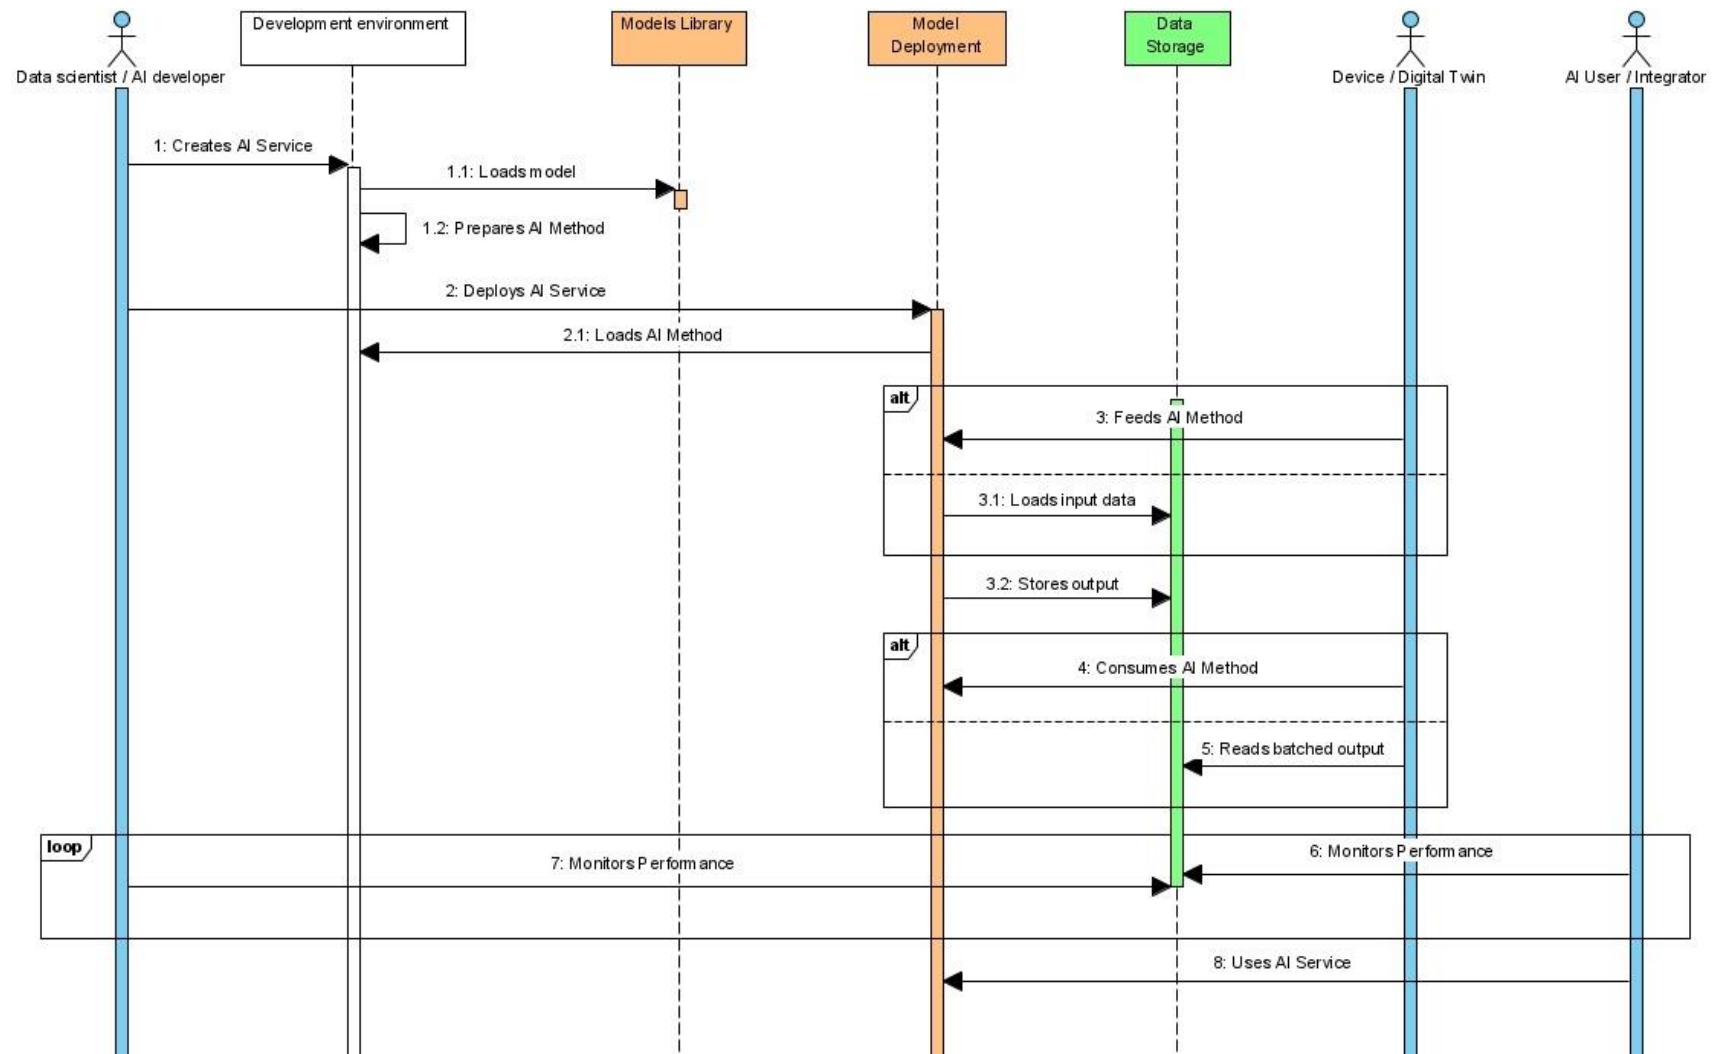 Data scientist / AI developer
Development environment
Models Library
Model
Deployment
Data
Storage
Device / Digital Twin
AI User / Integrator
1: Creates AI Service
1.1: Loads model
1.2: Prepares AI Method
2: Deploys AI Service
2.1: Loads AI Method
alt
3: Feeds AI Method
3.1: Loads input data
3.2: Stores output
alt
4: Consumes AI Method
5: Reads batched output
loop
6: Monitors Performance
7: Monitors Performance
8: Uses AI Service